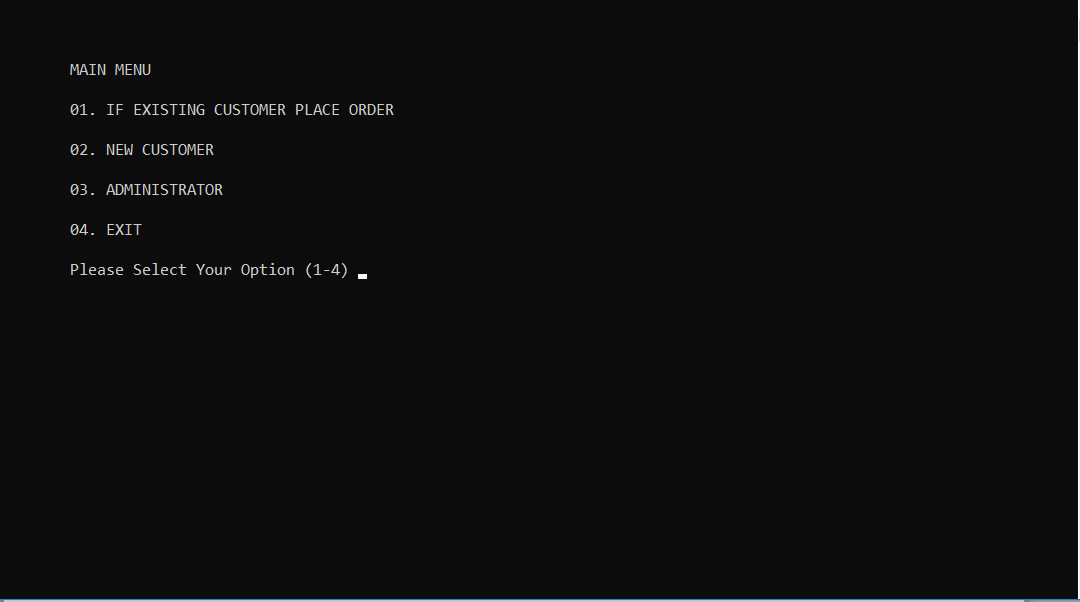 MAIN MENU
01. IF EXISTING CUSTOMER PLACE ORDER
02. NEW CUSTOMER
03. ADMINISTRATOR
04. EXIT
Please Select Your Option (1-4)